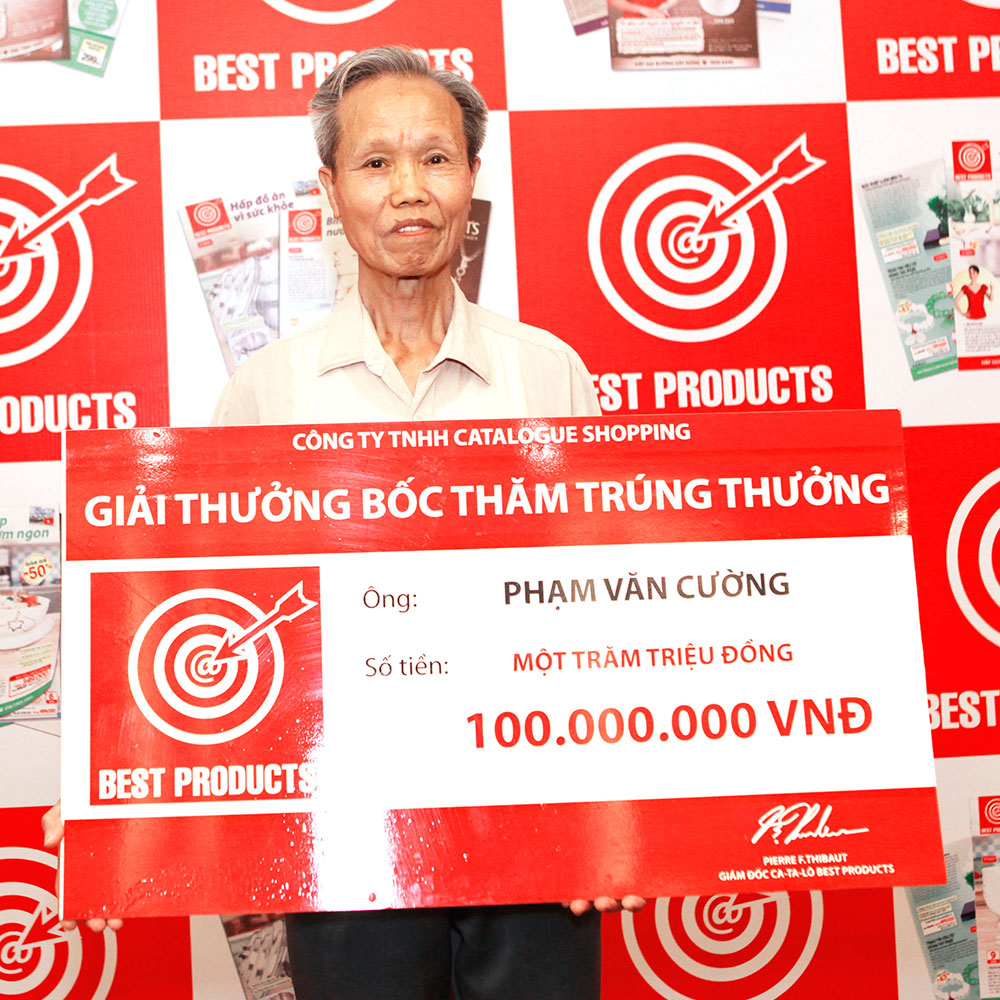 BEST PRODUCTS
Hấp đồ ăn
vì sức khỏe
BEST PRODUCTS
ODUCTS
EST PRODUCTS
CÔNG TY TNHH CATALOGUE SHOPPING
GIẢI THƯỞNG BỐC THĂM TRÚNG THƯỞNG
Ông: PHẠM VĂN CƯỜNG
Số tiền: MỘT TRĂM TRIỆU ĐỒNG
100.000.000 VNĐ
BEST PRODUCTS
PIERRE F.THIBAUT
GIÁM ĐỐC CA-TA-LÔ BEST PRODUCTS
-50%
BEST